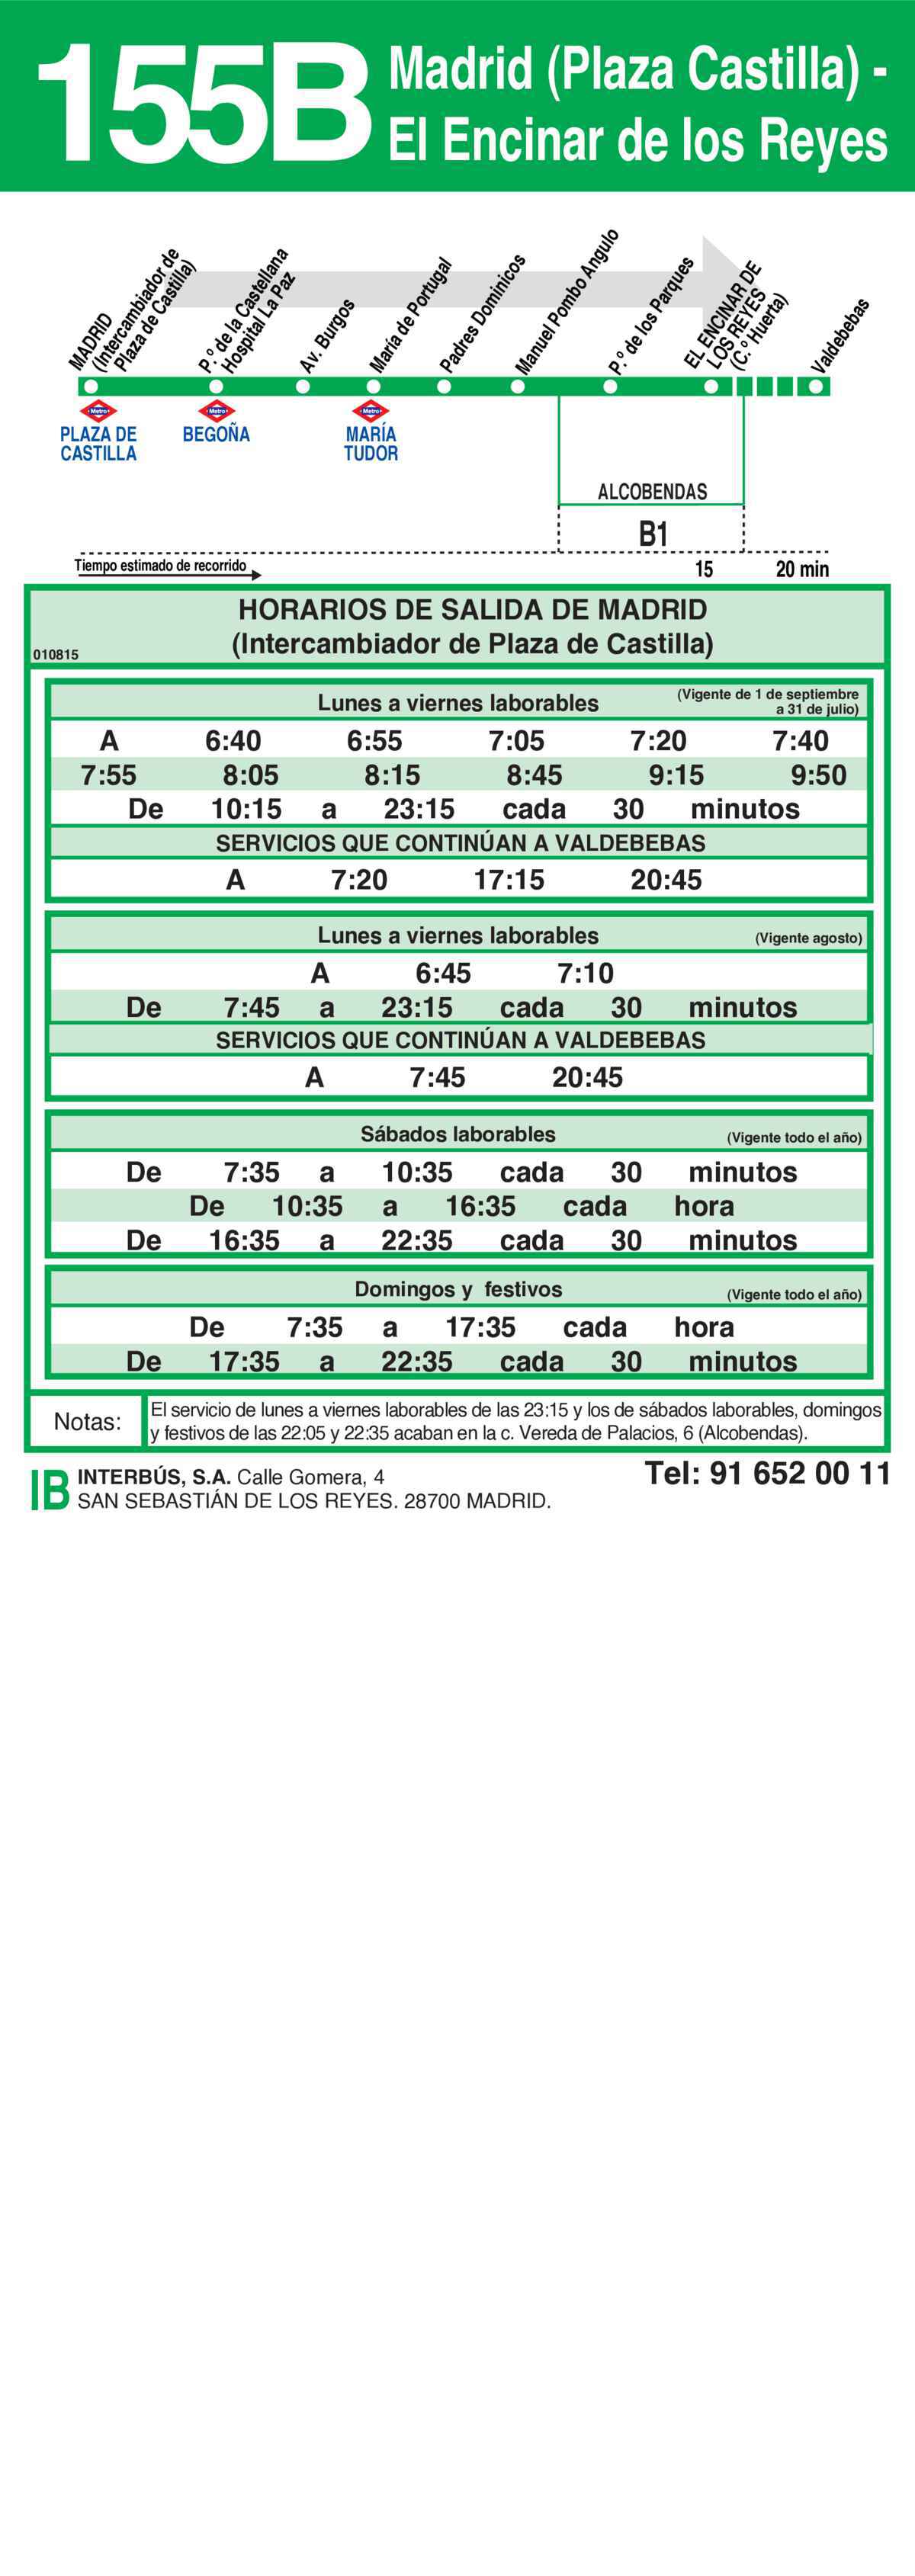 155B
Madrid (Plaza Castilla) -
El Encinar de los Reyes
MADRID
(Intercambiador de
Plaza de Castilla)
P.º de la Castellana
Hospital La Paz
Av. Burgos
María de Portugal
Padres Dominicos
Manuel Pombo Angulo
P.º de los Parques
EL ENCINAR DE
LOS REYES
(C.º Huerta)
Valdebebas
Metro
Metro
Metro
PLAZA DE
CASTILLA
BEGOÑA
MARÍA
TUDOR
ALCOBENDAS
B1
Tiempo estimado de recorrido 15 20 min
HORARIOS DE SALIDA DE MADRID
(Intercambiador de Plaza de Castilla)
010815
Lunes a viernes laborables (Vigente de 1 de septiembre
a 31 de julio)
A 6:40 6:55 7:05 7:20 7:40
7:55 8:05 8:15 8:45 9:15 9:50
De 10:15 a 23:15 cada 30 minutos
SERVICIOS QUE CONTINÚAN A VALDEBEBAS
A 7:20 17:15 20:45
Lunes a viernes laborables (Vigente agosto)
A 6:45 7:10
De 7:45 a 23:15 cada 30 minutos
SERVICIOS QUE CONTINÚAN A VALDEBEBAS
A 7:45 20:45
Sábados laborables (Vigente todo el año)
De 7:35 a 10:35 cada 30 minutos
De 10:35 a 16:35 cada hora
De 16:35 a 22:35 cada 30 minutos
Domingos y festivos (Vigente todo el año)
De 7:35 a 17:35 cada hora
De 17:35 a 22:35 cada 30 minutos
Notas:
El servicio de lunes a viernes laborables de las 23:15 y los de sábados laborables, domingos
y festivos de las 22:05 y 22:35 acaban en la c. Vereda de Palacios, 6 (Alcobendas).
IB
INTERBÚS, S.A. Calle Gomera, 4
SAN SEBASTIÁN DE LOS REYES. 28700 MADRID.
Tel: 91 652 00 11